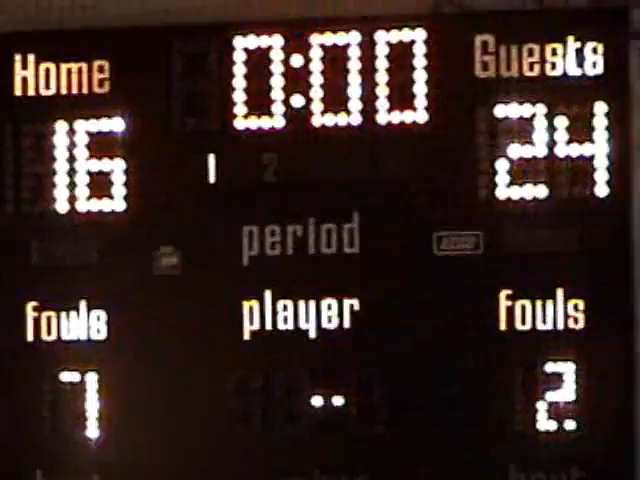 Home 0:00 Guests
16 24
1 2
period
fouls player fouls
7 -- 2